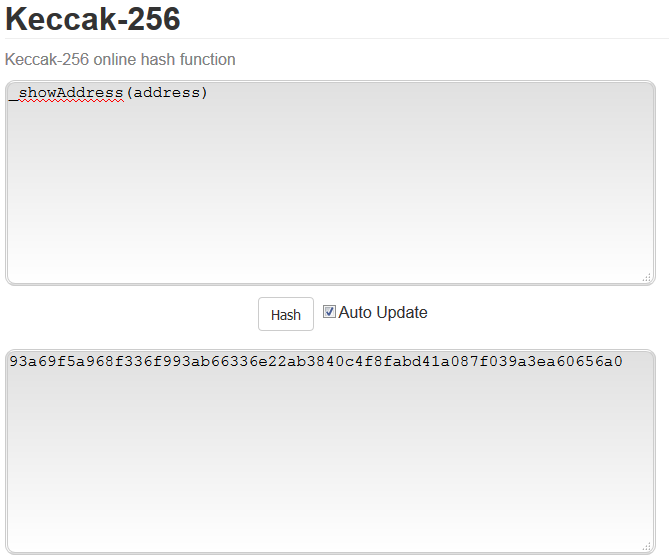 Keccak-256
Keccak-256 online hash function
_showAddress(address)
Hash
Auto Update
93a69f5a968f336f993ab66336e22ab3840c4f8fabd41a087f039a3ea60656a0